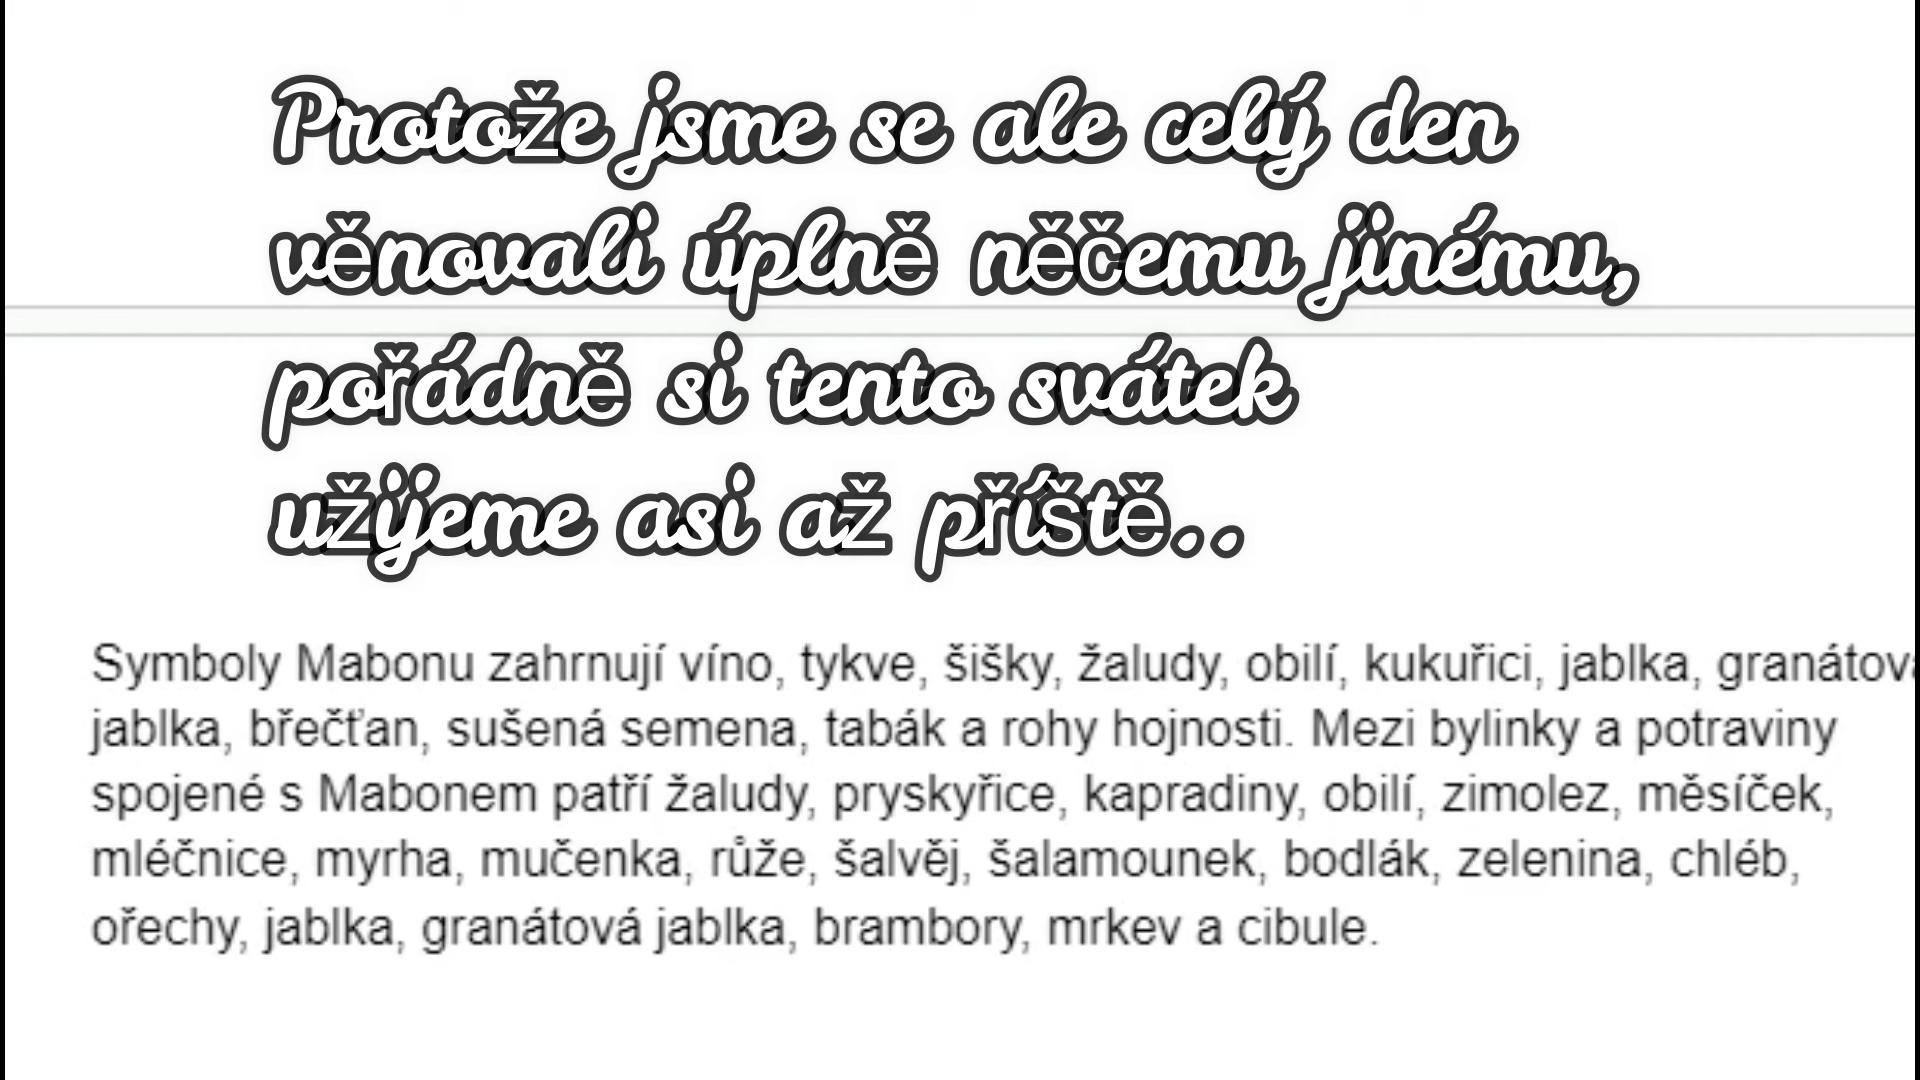 Protože jsme se ale celý den
věnovali úplně něčemu jinému,
pořádně si tento svátek
užijeme asi až příště..
Symboly Mabonu zahrnují víno, tykve, šišky, žaludy, obilí, kukuřici, jablka, granátová
jablka, břečťan, sušená semena, tabák a rohy hojnosti. Mezi bylinky a potraviny
spojené s Mabonem patří žaludy, pryskyřice, kapradiny, obilí, zimolez, měsíček,
mléčnice, myrha, mučenka, růže, šalvěj, šalamounek, bodlák, zelenina, chléb,
ořechy, jablka, granátová jablka, brambory, mrkev a cibule.